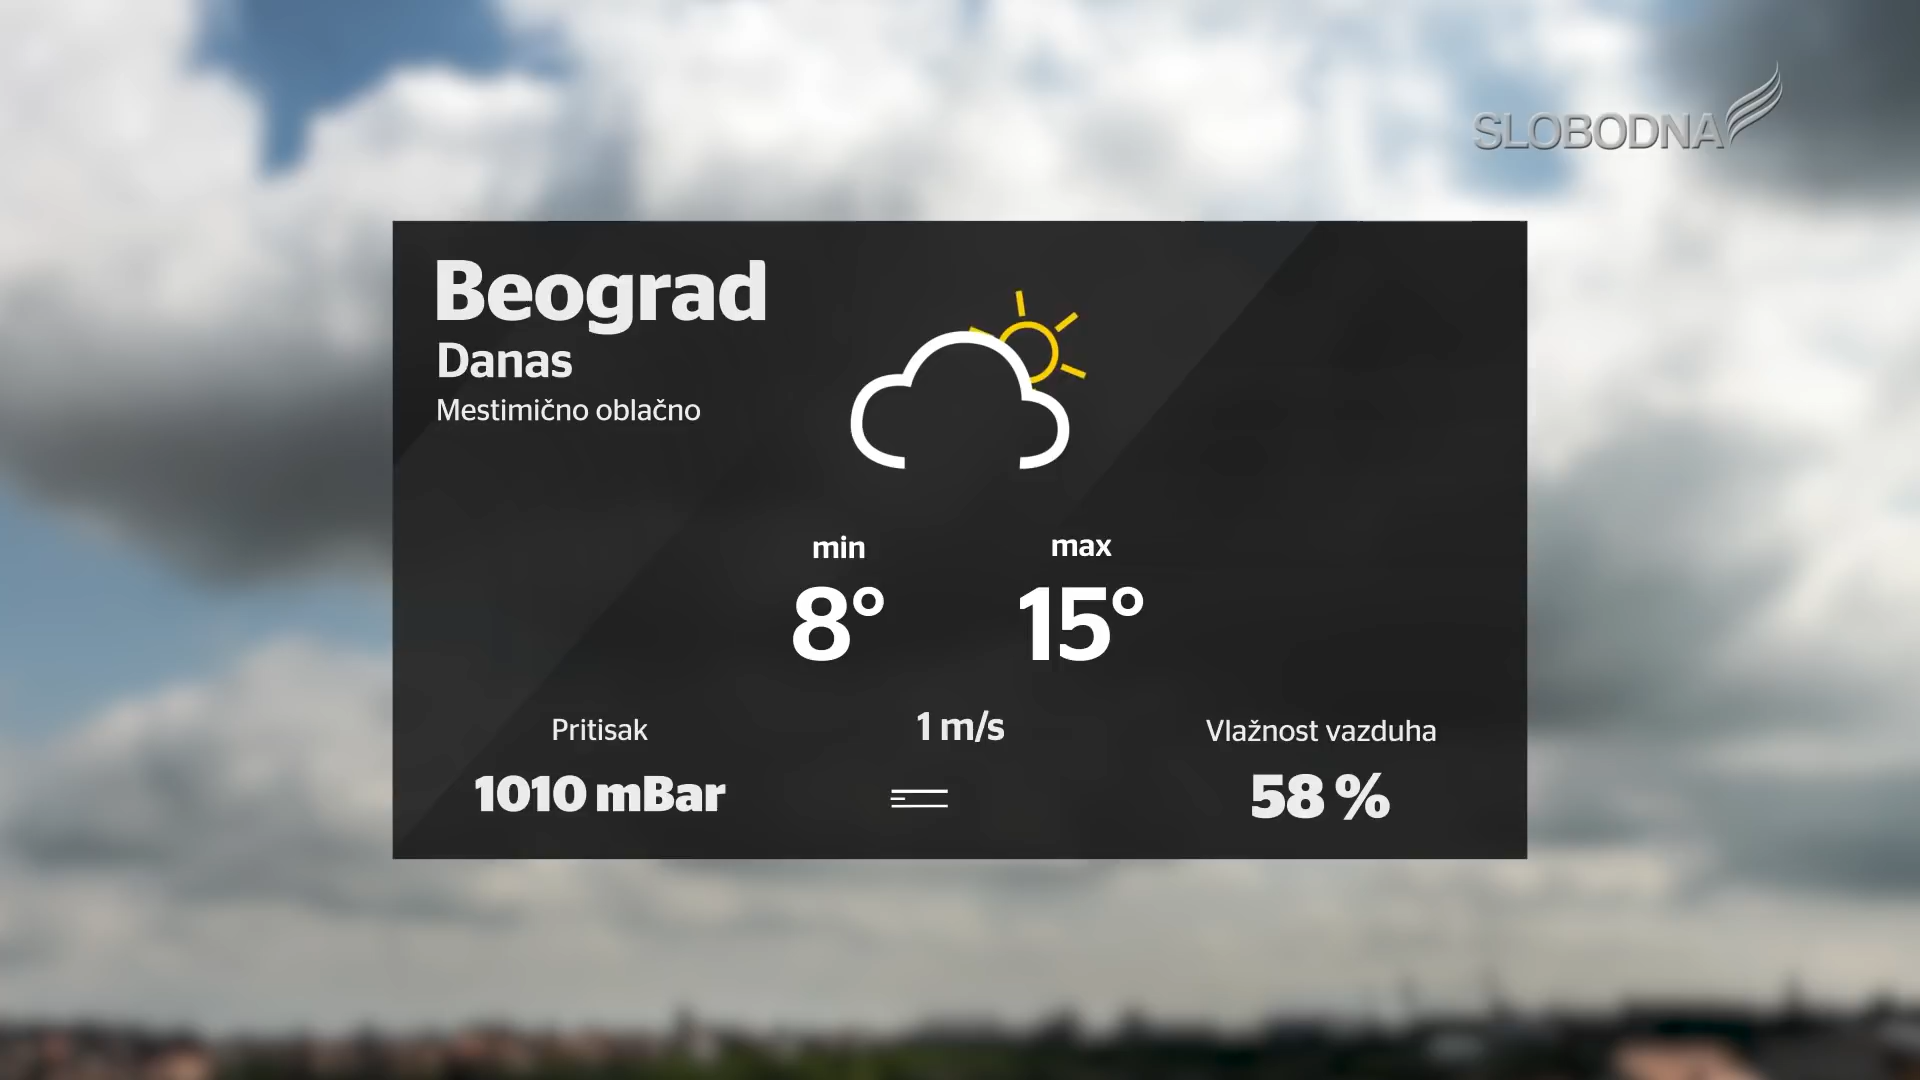 SLOBODNA
Beograd
Danas
Mestimično oblačno
min
max
8°
15°
Pritisak
1 m/s
Vlažnost vazduha
1010 mBar
58 %